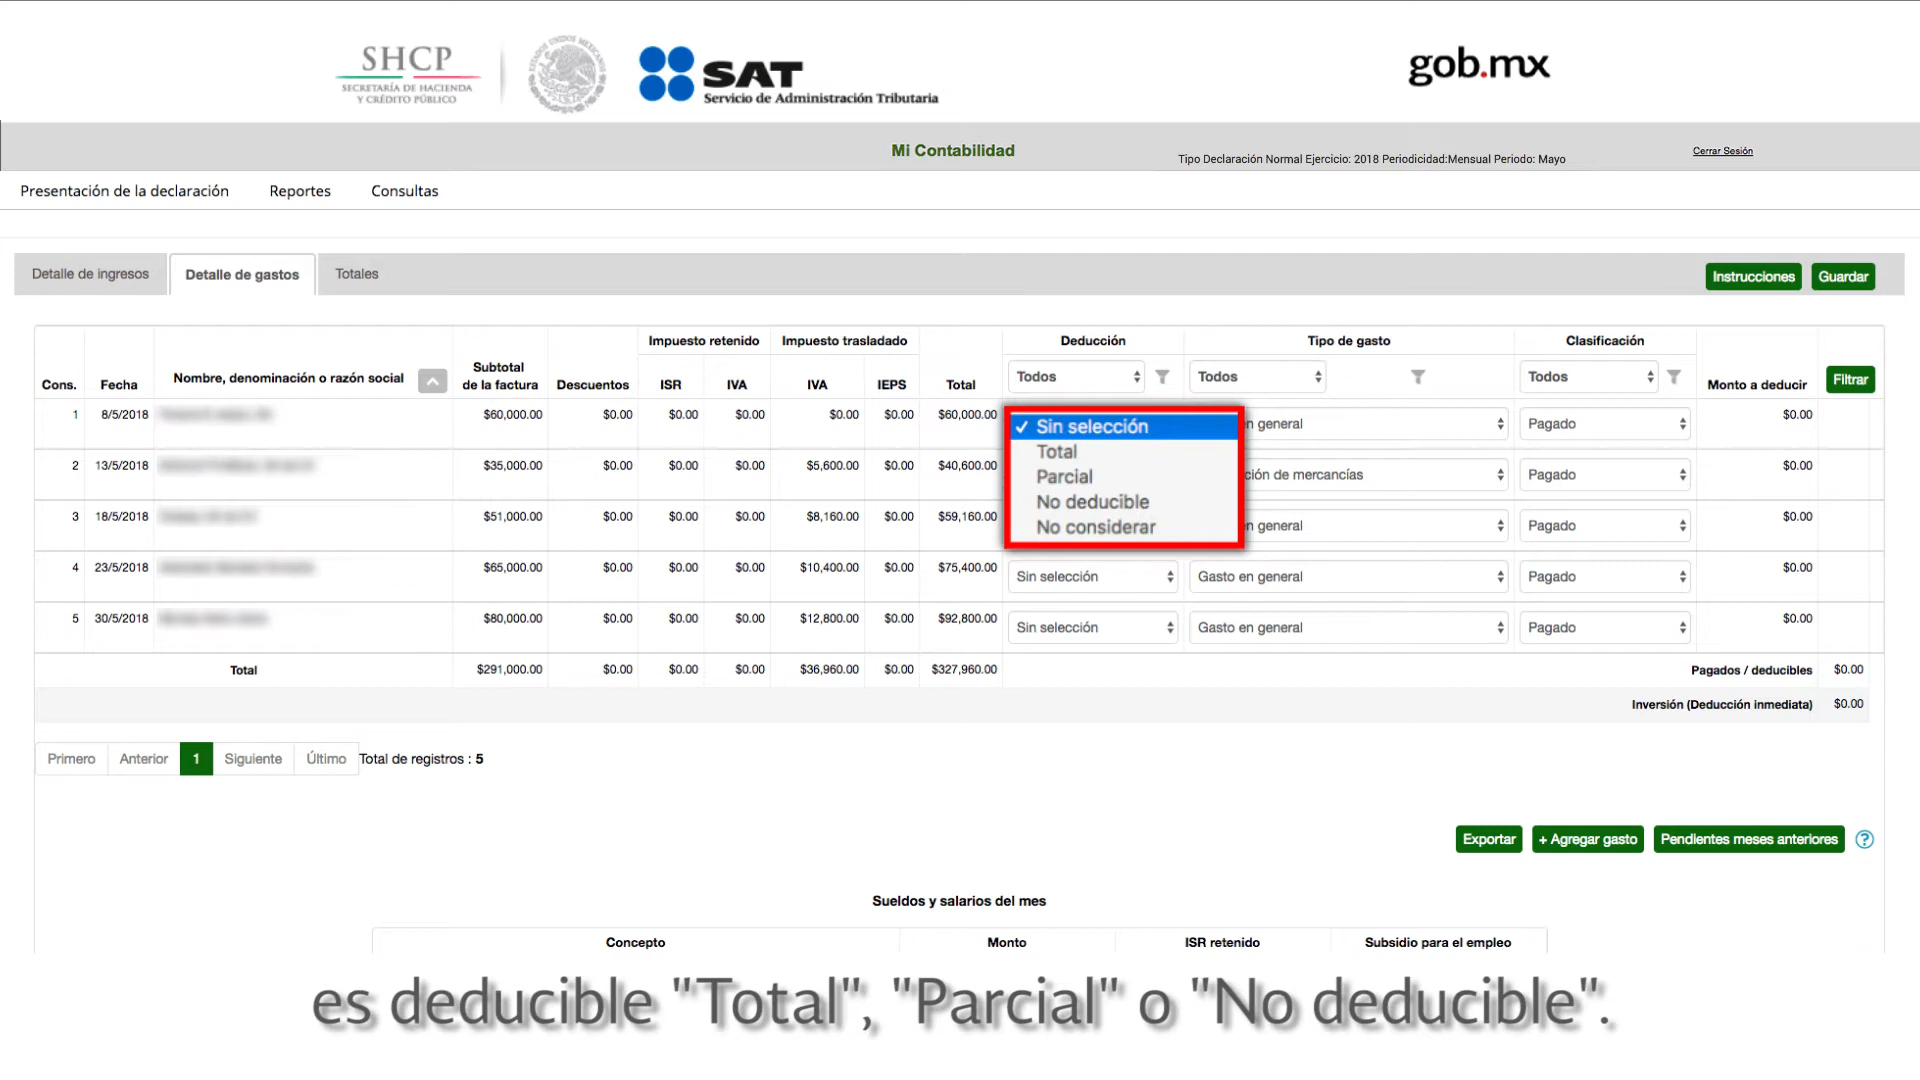 SHCP
SECRETARÍA DE HACIENDA
Y CRÉDITO PÚBLICO
ESTADOS UNIDOS MEXICANOS
SAT
Servicio de Administración Tributaria
gob.mx
Mi Contabilidad
Tipo Declaración Normal Ejercicio: 2018 Periodicidad:Mensual Periodo: Mayo
Cerrar Sesión
Presentación de la declaración Reportes Consultas
Detalle de ingresos Detalle de gastos Totales Instrucciones Guardar
Impuesto retenido Impuesto trasladado Deducción Tipo de gasto Clasificación
Cons. Fecha Nombre, denominación o razón social Subtotal de la factura Descuentos ISR IVA IVA IEPS Total Todos Todos Todos Monto a deducir Filtrar
1 8/5/2018 $60,000.00 $0.00 $0.00 $0.00 $0.00 $0.00 $60,000.00 n general Pagado $0.00
✓ Sin selección
Total
Parcial
No deducible
No considerar
2 13/5/2018 $35,000.00 $0.00 $0.00 $0.00 $5,600.00 $0.00 $40,600.00 ción de mercancías Pagado $0.00
3 18/5/2018 $51,000.00 $0.00 $0.00 $0.00 $8,160.00 $0.00 $59,160.00 n general Pagado $0.00
4 23/5/2018 $65,000.00 $0.00 $0.00 $0.00 $10,400.00 $0.00 $75,400.00 Sin selección Gasto en general Pagado $0.00
5 30/5/2018 $80,000.00 $0.00 $0.00 $0.00 $12,800.00 $0.00 $92,800.00 Sin selección Gasto en general Pagado $0.00
Total $291,000.00 $0.00 $0.00 $0.00 $36,960.00 $0.00 $327,960.00 Pagados / deducibles $0.00
Inversión (Deducción inmediata) $0.00
Primero Anterior 1 Siguiente Último Total de registros : 5
Exportar + Agregar gasto Pendientes meses anteriores ?
Sueldos y salarios del mes
Concepto Monto ISR retenido Subsidio para el empleo
es deducible "Total", "Parcial" o "No deducible".